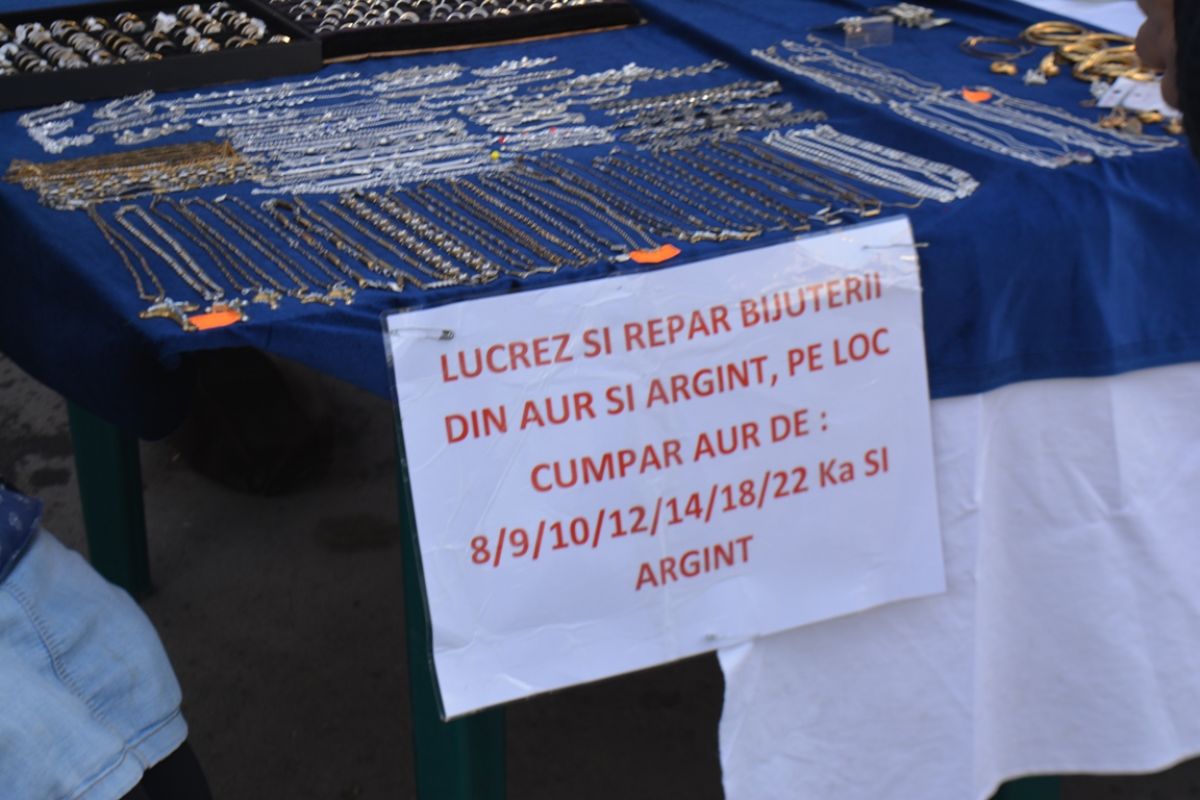 LUCREZ SI REPAR BIJUTERII
DIN AUR SI ARGINT, PE LOC
CUMPAR AUR DE :
8/9/10/12/14/18/22 Ka SI
ARGINT